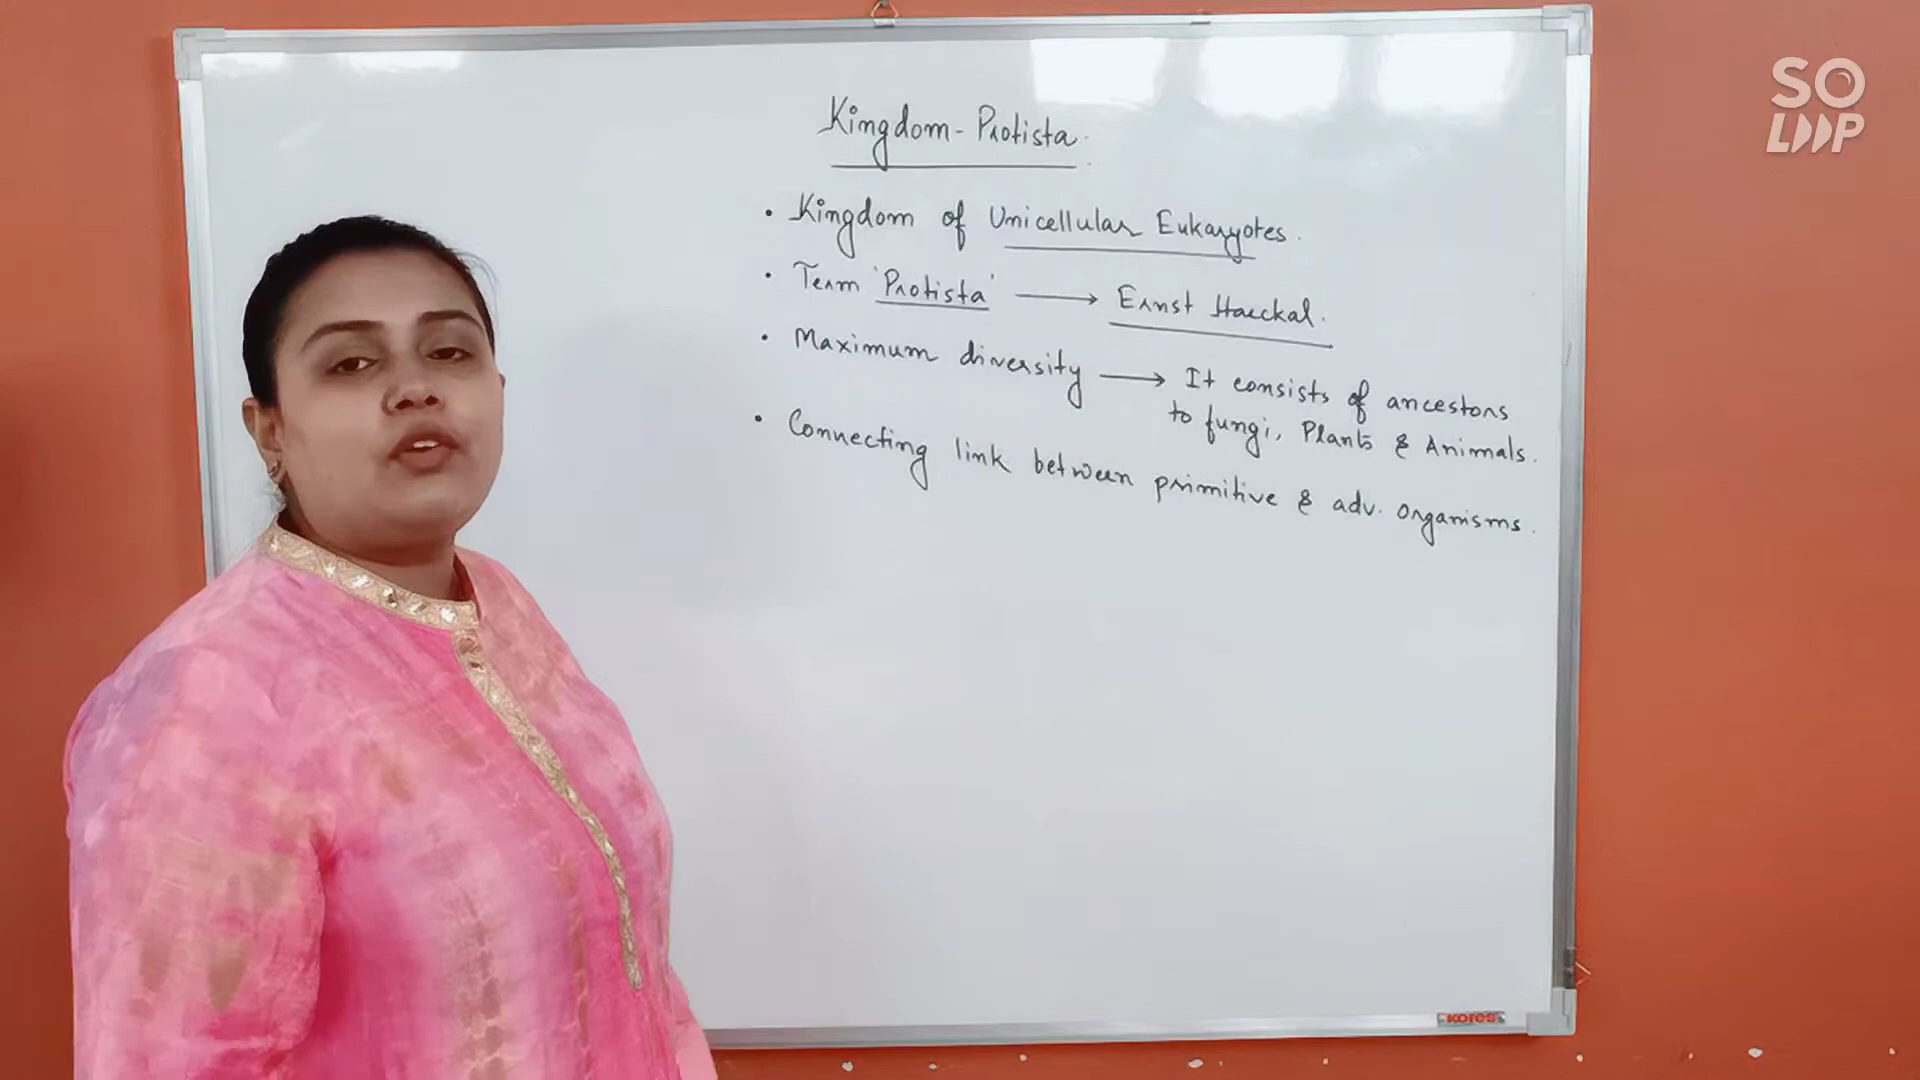 SO
LOOP
Kingdom - Protista.
• Kingdom of Unicellular Eukaryotes.
• Term 'Protista' → Ernst Haeckal.
• Maximum diversity → It consists of ancestors
to fungi, Plants & Animals.
• Connecting link between primitive & adv. organisms.
kores